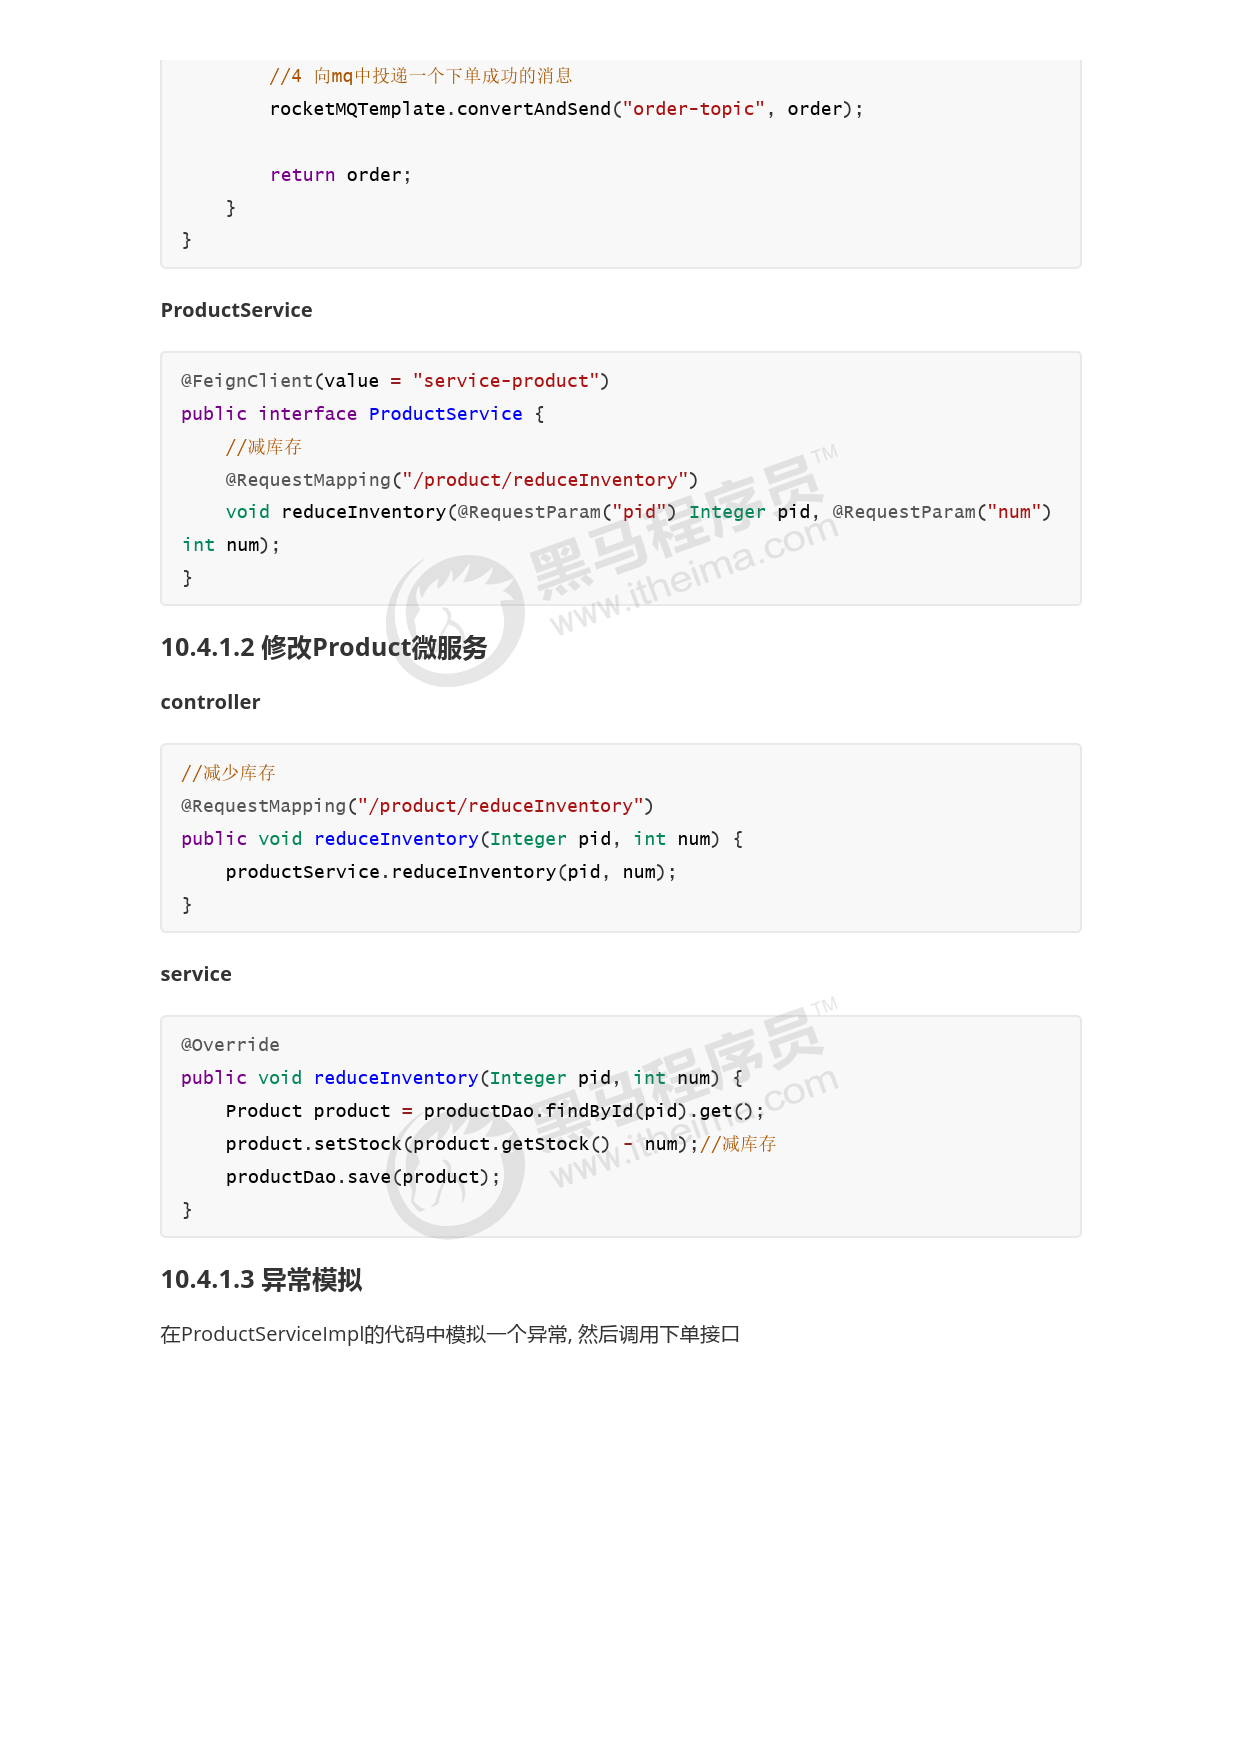 //4 向mq中投递一个下单成功的消息
        rocketMQTemplate.convertAndSend("order-topic", order);

        return order;
    }
}
ProductService
@FeignClient(value = "service-product")
public interface ProductService {
    //减库存
    @RequestMapping("/product/reduceInventory")
    void reduceInventory(@RequestParam("pid") Integer pid, @RequestParam("num")
int num);
}
10.4.1.2 修改Product微服务
controller
//减少库存
@RequestMapping("/product/reduceInventory")
public void reduceInventory(Integer pid, int num) {
    productService.reduceInventory(pid, num);
}
service
@Override
public void reduceInventory(Integer pid, int num) {
    Product product = productDao.findById(pid).get();
    product.setStock(product.getStock() - num);//减库存
    productDao.save(product);
}
10.4.1.3 异常模拟
在ProductServiceImpl的代码中模拟一个异常, 然后调用下单接口
黑马程序员™
www.itheima.com
黑马程序员™
www.itheima.com